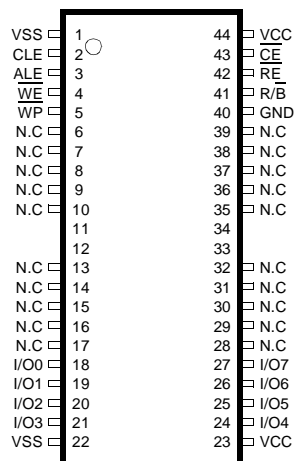 VSS 1 44 VCC
CLE 2 43 CE
ALE 3 42 RE
WE 4 41 R/B
WP 5 40 GND
N.C 6 39 N.C
N.C 7 38 N.C
N.C 8 37 N.C
N.C 9 36 N.C
N.C 10 35 N.C
11 34
12 33
N.C 13 32 N.C
N.C 14 31 N.C
N.C 15 30 N.C
N.C 16 29 N.C
N.C 17 28 N.C
I/O0 18 27 I/O7
I/O1 19 26 I/O6
I/O2 20 25 I/O5
I/O3 21 24 I/O4
VSS 22 23 VCC